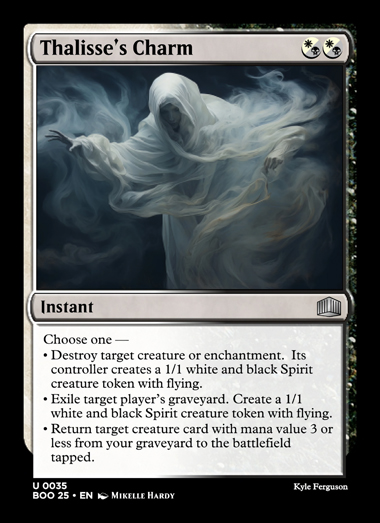 Thalisse's Charm
Instant
Choose one —
• Destroy target creature or enchantment.  Its
controller creates a 1/1 white and black Spirit
creature token with flying.
• Exile target player's graveyard. Create a 1/1
white and black Spirit creature token with flying.
• Return target creature card with mana value 3 or
less from your graveyard to the battlefield
tapped.
U 0035
BOO 25 • EN Mikelle Hardy
Kyle Ferguson